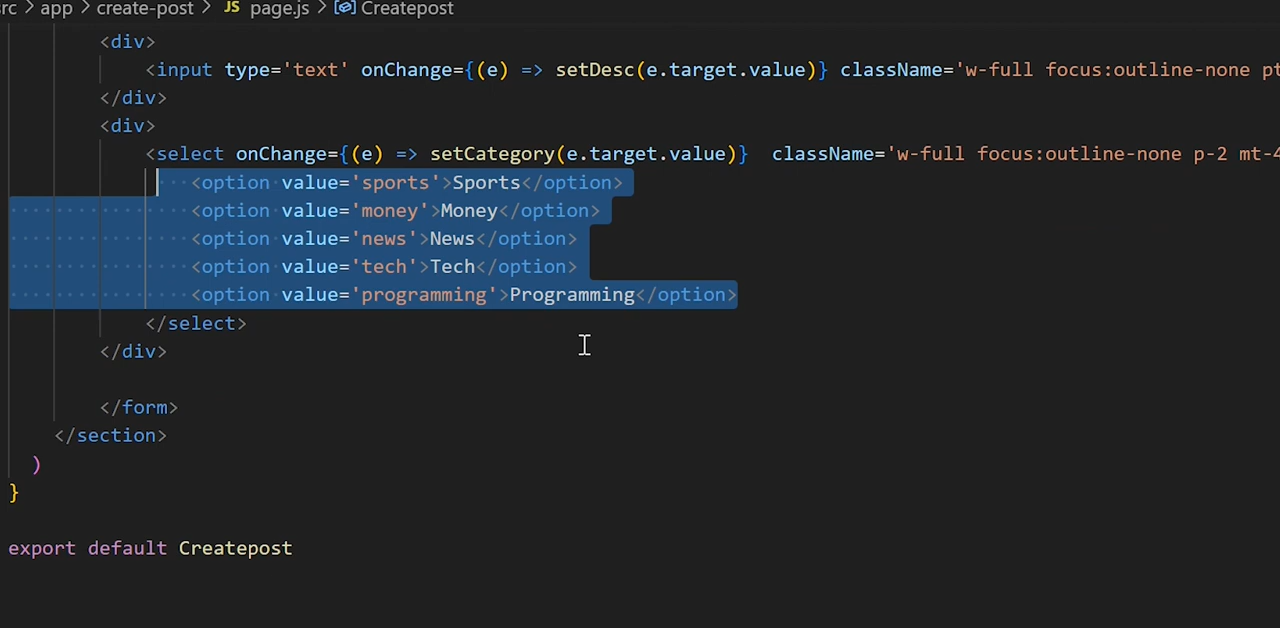 rc > app > create-post > JS page.js > Createpost
<div>
<input type='text' onChange={(e) => setDesc(e.target.value)} className='w-full focus:outline-none pt
</div>
<div>
<select onChange={(e) => setCategory(e.target.value)} className='w-full focus:outline-none p-2 mt-4
<option value='sports'>Sports</option>
<option value='money'>Money</option>
<option value='news'>News</option>
<option value='tech'>Tech</option>
<option value='programming'>Programming</option>
</select>
</div>
</form>
</section>
)
}
export default Createpost